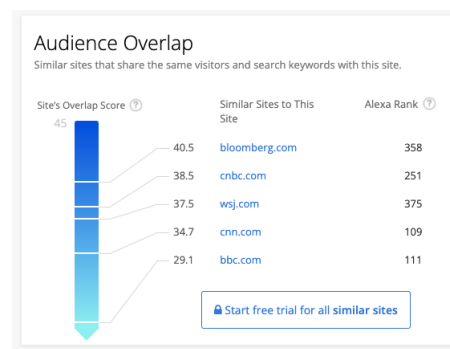 Audience Overlap
Similar sites that share the same visitors and search keywords with this site.
Site's Overlap Score ?
Similar Sites to This
Site
Alexa Rank ?
45
40.5 bloomberg.com 358
38.5 cnbc.com 251
37.5 wsj.com 375
34.7 cnn.com 109
29.1 bbc.com 111
Start free trial for all similar sites